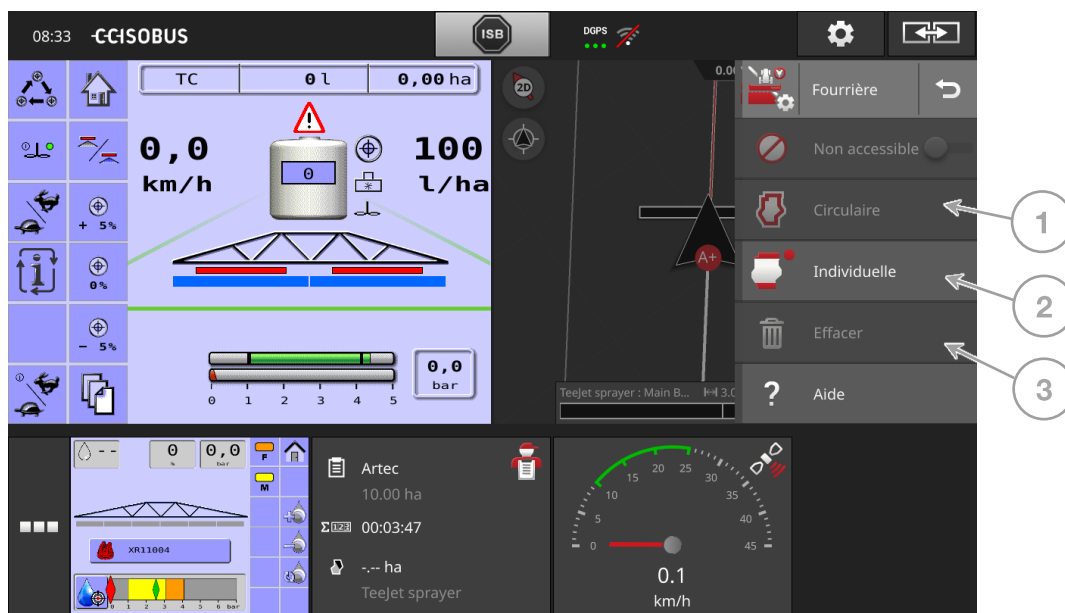 08:33
CCISOBUS
ISB
DGPS
TC 0 l 0,00 ha
0,0
km/h
0
100
l/ha
+ 5%
0%
- 5%
0,0
bar
0 1 2 3 4 5
2D
0.00
A+
TeeJet sprayer : Main B... 3.0
Fourrière
Non accessible
Circulaire
Individuelle
Effacer
? Aide
1
2
3
- -
0
%
0,0
bar
F
M
XR11004
0 1 2 3 4 5 6 bar
Artec
10.00 ha
Σ123 00:03:47
-.-- ha
TeeJet sprayer
0 5 10 15 20 25 30 35 40 45
0.1
km/h